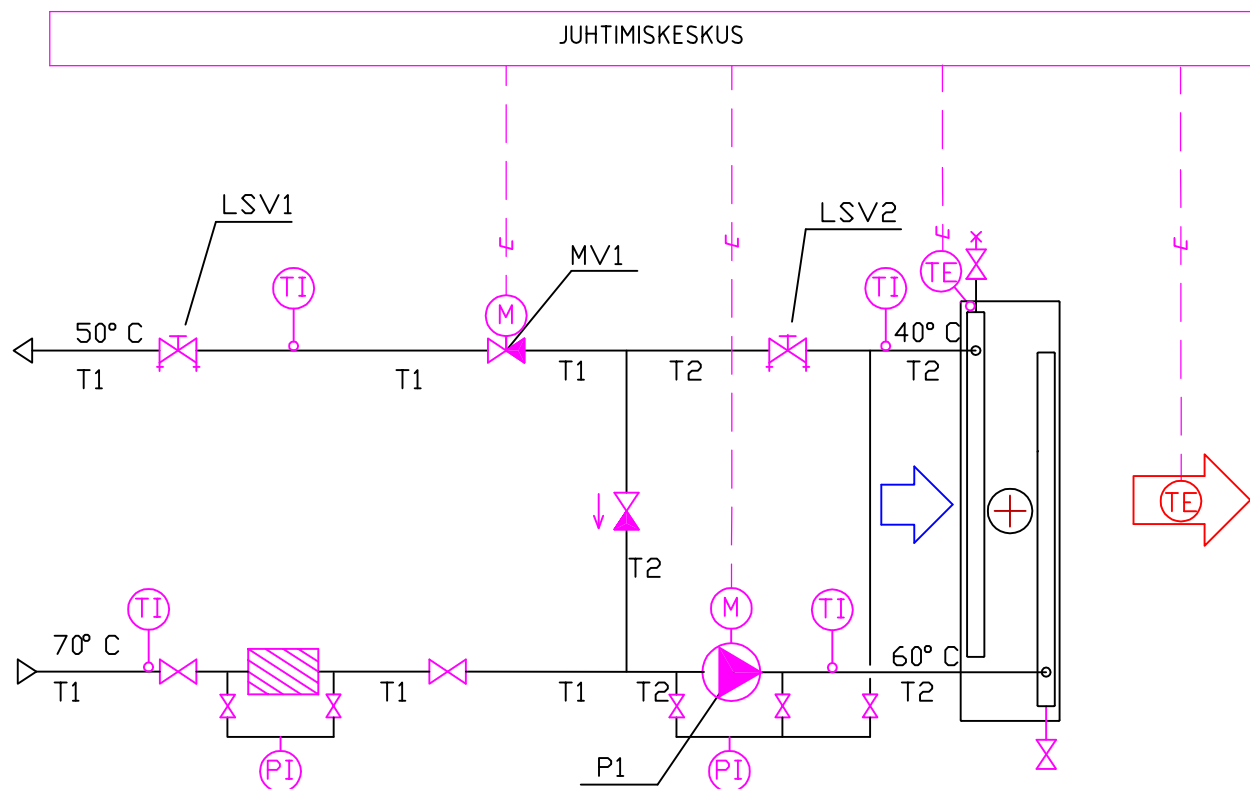 JUHTIMISKESKUS
LSV1
LSV2
MV1
TI
M
TI
TE
50° C
40° C
T1
T1
T1
T2
T2
TE
T2
TI
M
TI
70° C
60° C
T1
T1
T1
T2
T2
PI
P1
PI